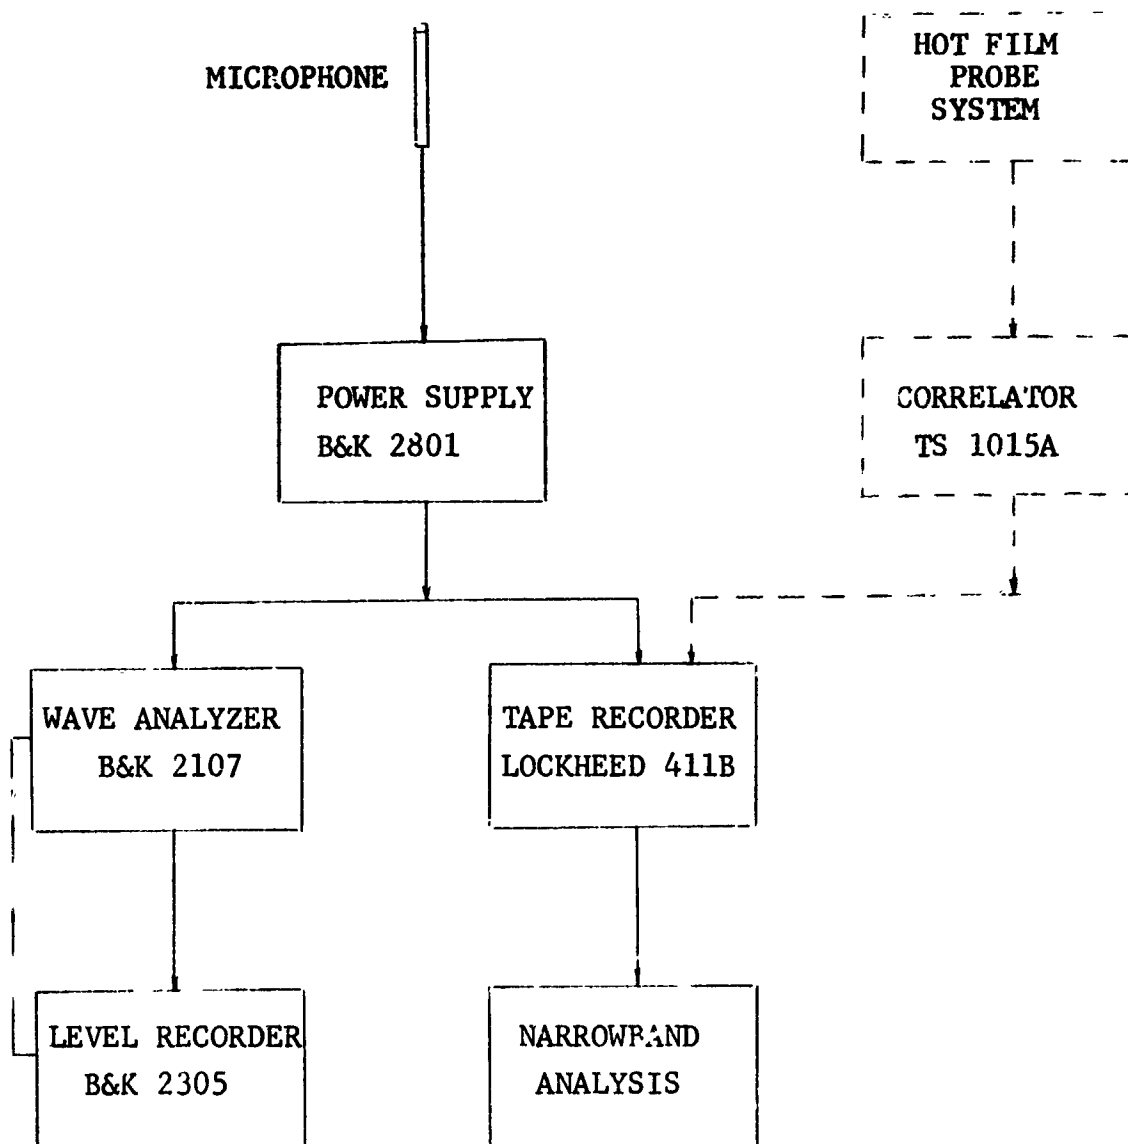 MICROPHONE
HOT FILM
PROBE
SYSTEM
POWER SUPPLY
B&K 2801
CORRELATOR
TS 1015A
WAVE ANALYZER
B&K 2107
TAPE RECORDER
LOCKHEED 411B
LEVEL RECORDER
B&K 2305
NARROWBAND
ANALYSIS